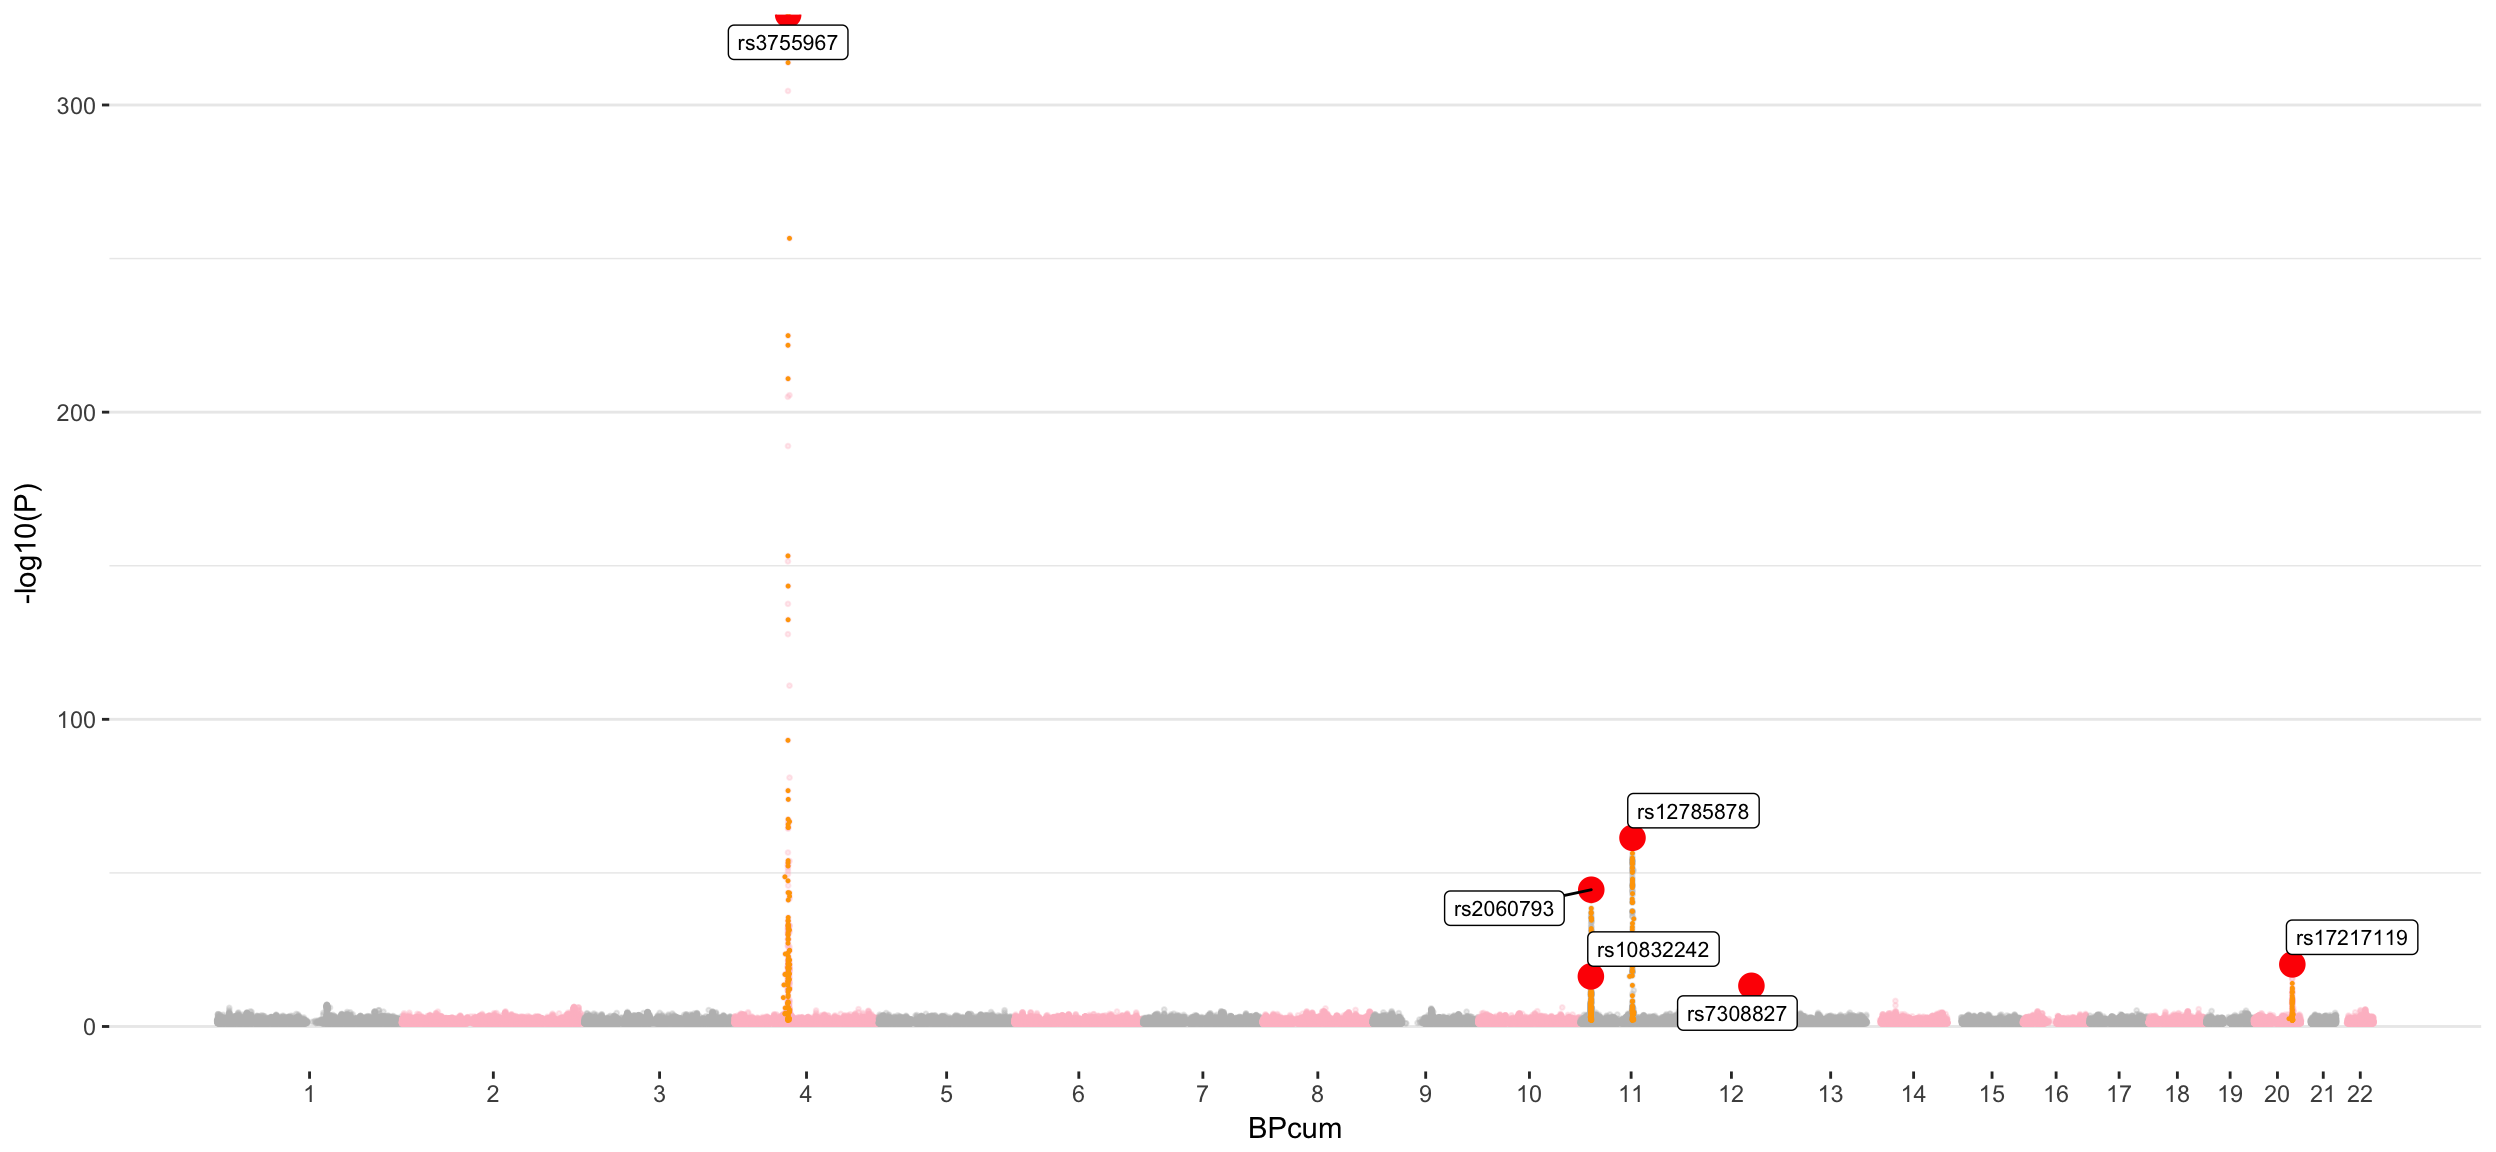 rs3755967
300
200
-log10(P)
100
rs12785878
rs2060793
rs10832242
rs17217119
rs7308827
0
1 2 3 4 5 6 7 8 9 10 11 12 13 14 15 16 17 18 19 20 21 22
BPcum